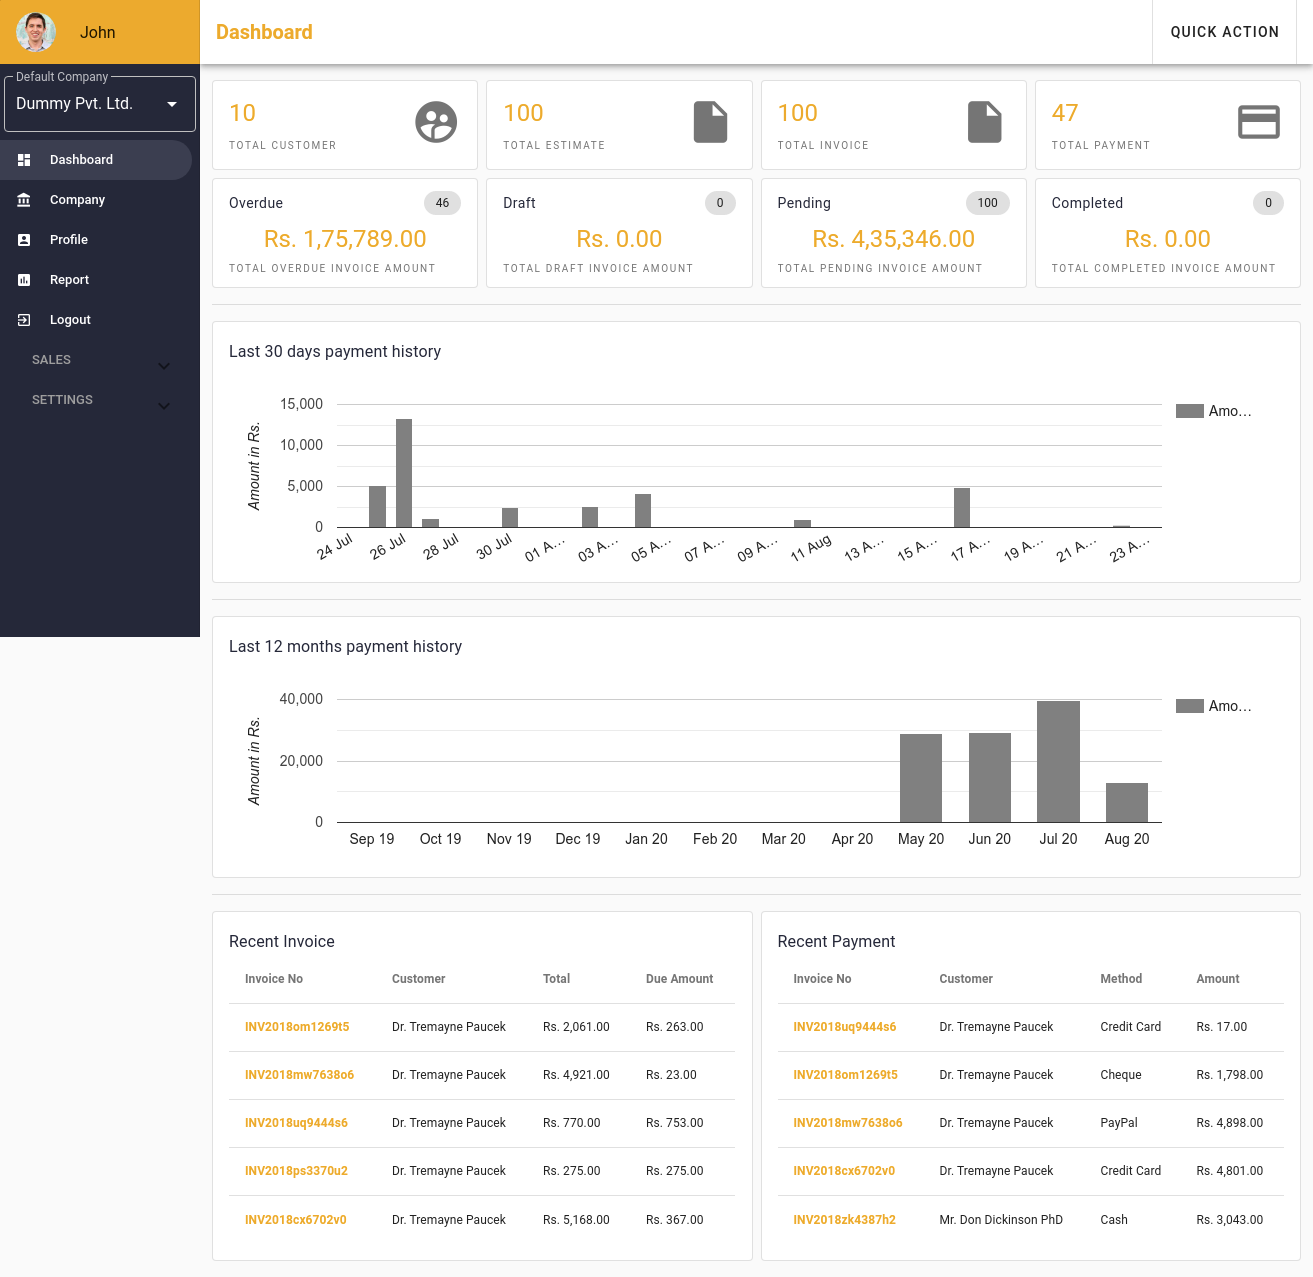 John
Dashboard
QUICK ACTION
Default Company
Dummy Pvt. Ltd.
Dashboard
Company
Profile
Report
Logout
SALES
SETTINGS
10
TOTAL CUSTOMER
100
TOTAL ESTIMATE
100
TOTAL INVOICE
47
TOTAL PAYMENT
Overdue 46
Rs. 1,75,789.00
TOTAL OVERDUE INVOICE AMOUNT
Draft 0
Rs. 0.00
TOTAL DRAFT INVOICE AMOUNT
Pending 100
Rs. 4,35,346.00
TOTAL PENDING INVOICE AMOUNT
Completed 0
Rs. 0.00
TOTAL COMPLETED INVOICE AMOUNT
Last 30 days payment history
Amount in Rs.
15,000
10,000
5,000
0
24 Jul 26 Jul 28 Jul 30 Jul 01 A... 03 A... 05 A... 07 A... 09 A... 11 Aug 13 A... 15 A... 17 A... 19 A... 21 A... 23 A...
Amo...
Last 12 months payment history
Amount in Rs.
40,000
20,000
0
Sep 19 Oct 19 Nov 19 Dec 19 Jan 20 Feb 20 Mar 20 Apr 20 May 20 Jun 20 Jul 20 Aug 20
Amo...
Recent Invoice
Invoice No Customer Total Due Amount
INV2018om1269t5 Dr. Tremayne Paucek Rs. 2,061.00 Rs. 263.00
INV2018mw7638o6 Dr. Tremayne Paucek Rs. 4,921.00 Rs. 23.00
INV2018uq9444s6 Dr. Tremayne Paucek Rs. 770.00 Rs. 753.00
INV2018ps3370u2 Dr. Tremayne Paucek Rs. 275.00 Rs. 275.00
INV2018cx6702v0 Dr. Tremayne Paucek Rs. 5,168.00 Rs. 367.00
Recent Payment
Invoice No Customer Method Amount
INV2018uq9444s6 Dr. Tremayne Paucek Credit Card Rs. 17.00
INV2018om1269t5 Dr. Tremayne Paucek Cheque Rs. 1,798.00
INV2018mw7638o6 Dr. Tremayne Paucek PayPal Rs. 4,898.00
INV2018cx6702v0 Dr. Tremayne Paucek Credit Card Rs. 4,801.00
INV2018zk4387h2 Mr. Don Dickinson PhD Cash Rs. 3,043.00